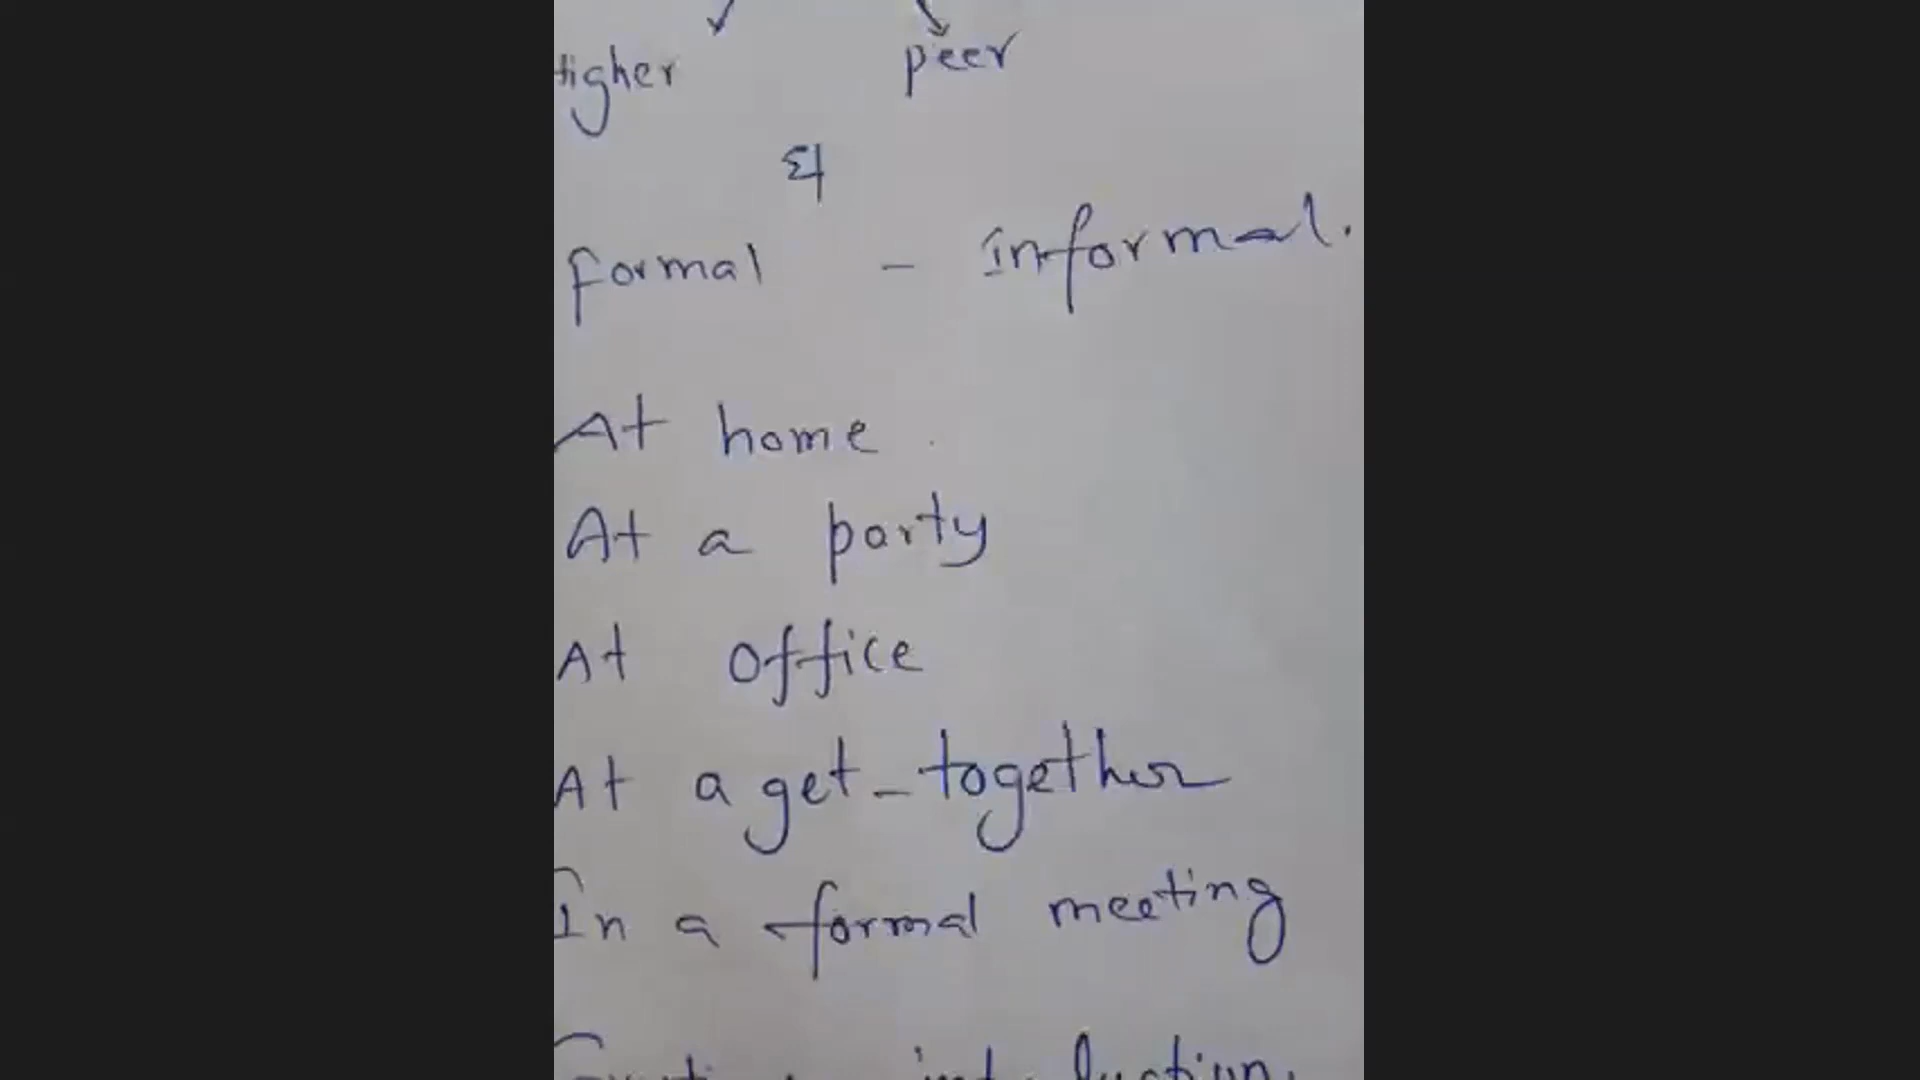 Higher peer
द्वा
formal - Informal.
At home
At a party
At office
At a get-together
In a formal meeting